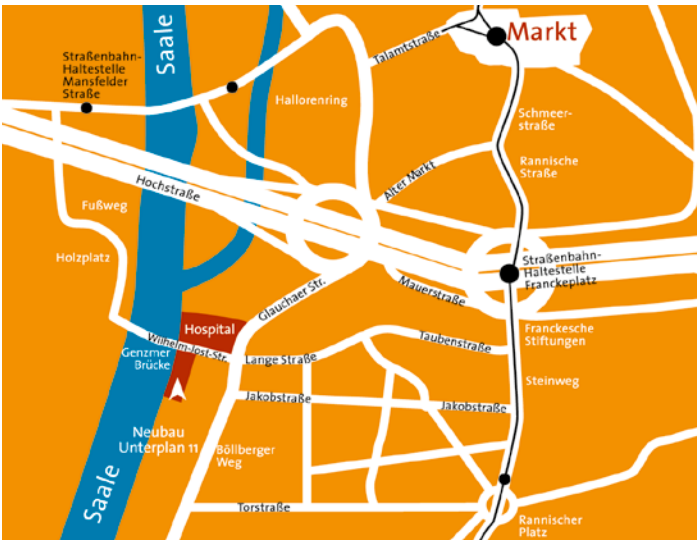 Markt
Saale
Straßenbahn-
Haltestelle
Mansfelder
Straße
Talamtstraße
Hallorenring
Schmeer-
straße
Rannische
Straße
Alter Markt
Hochstraße
Fußweg
Holzplatz
Straßenbahn-
Haltestelle
Franckeplatz
Glauchaer Str.
Mauerstraße
Hospital
Franckesche
Stiftungen
Wilhelm-Jost-Str.
Taubenstraße
Genzmer
Brücke
Lange Straße
Steinweg
Jakobstraße
Jakobstraße
Neubau
Unterplan 11
Böllberger
Weg
Saale
Torstraße
Rannischer
Platz